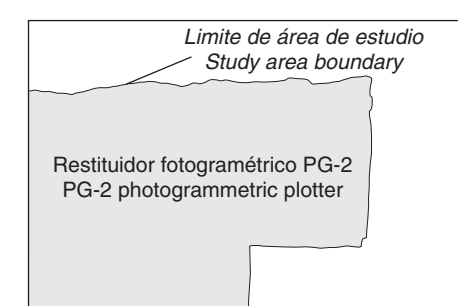 Limite de área de estudio
Study area boundary
Restituidor fotogramétrico PG-2
PG-2 photogrammetric plotter